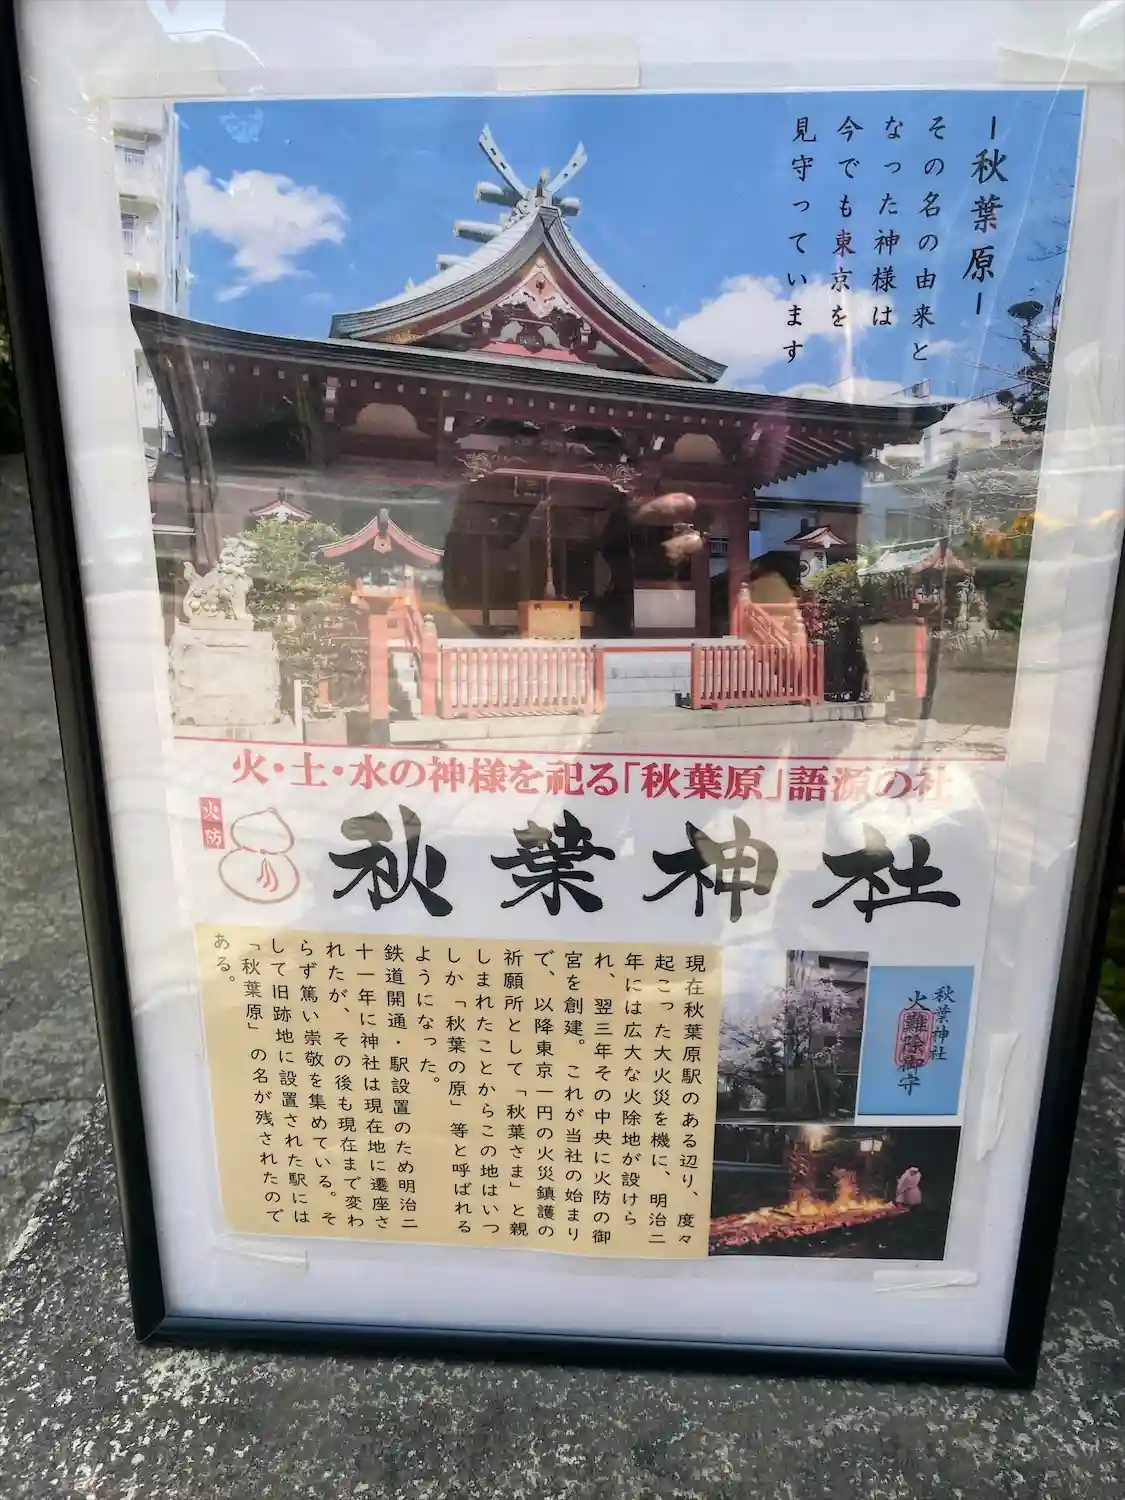 －秋葉原－
その名の由来と
なった神様は
今でも東京を
見守っています
火・土・水の神様を祀る「秋葉原」語源の社
火防
秋葉神社
現在秋葉原駅のある辺り、度々
起こった大火災を機に、明治二
年には広大な火除地が設けら
れ、翌三年その中央に火防の御
宮を創建。これが当社の始まり
で、以降東京一円の火災鎮護の
祈願所として「秋葉さま」と親
しまれたことからこの地はいつ
しか「秋葉の原」等と呼ばれる
ようになった。
鉄道開通・駅設置のため明治二
十一年に神社は現在地に遷座さ
れたが、その後も現在まで変わ
らず篤い崇敬を集めている。そ
して旧跡地に設置された駅には
「秋葉原」の名が残されたので
ある。
秋葉神社
火難除御守